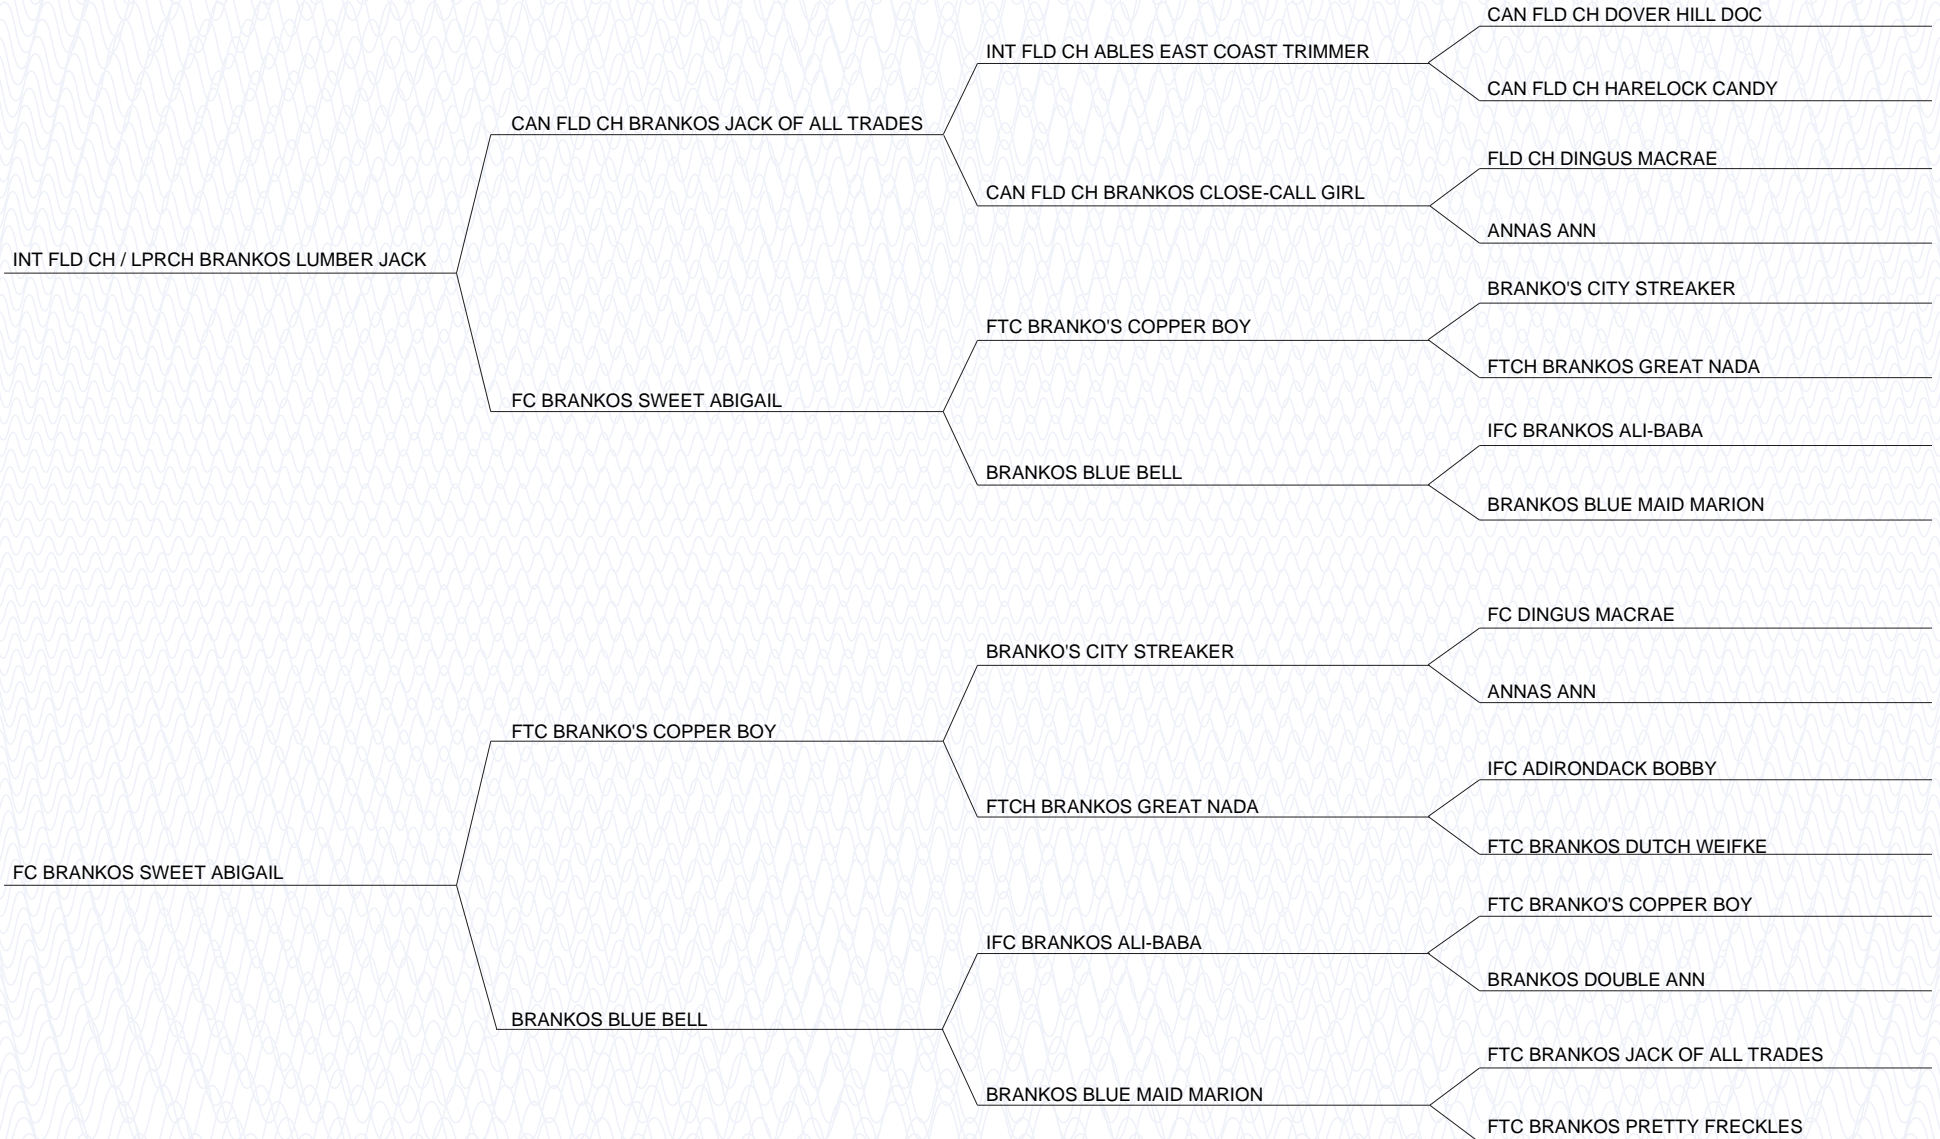 CAN FLD CH DOVER HILL DOC
INT FLD CH ABLES EAST COAST TRIMMER
CAN FLD CH HARELOCK CANDY
CAN FLD CH BRANKOS JACK OF ALL TRADES
FLD CH DINGUS MACRAE
CAN FLD CH BRANKOS CLOSE-CALL GIRL
ANNAS ANN
INT FLD CH / LPRCH BRANKOS LUMBER JACK
BRANKO'S CITY STREAKER
FTC BRANKO'S COPPER BOY
FTCH BRANKOS GREAT NADA
FC BRANKOS SWEET ABIGAIL
IFC BRANKOS ALI-BABA
BRANKOS BLUE BELL
BRANKOS BLUE MAID MARION
FC DINGUS MACRAE
BRANKO'S CITY STREAKER
ANNAS ANN
FTC BRANKO'S COPPER BOY
IFC ADIRONDACK BOBBY
FTCH BRANKOS GREAT NADA
FTC BRANKOS DUTCH WEIFKE
FC BRANKOS SWEET ABIGAIL
FTC BRANKO'S COPPER BOY
IFC BRANKOS ALI-BABA
BRANKOS DOUBLE ANN
BRANKOS BLUE BELL
FTC BRANKOS JACK OF ALL TRADES
BRANKOS BLUE MAID MARION
FTC BRANKOS PRETTY FRECKLES